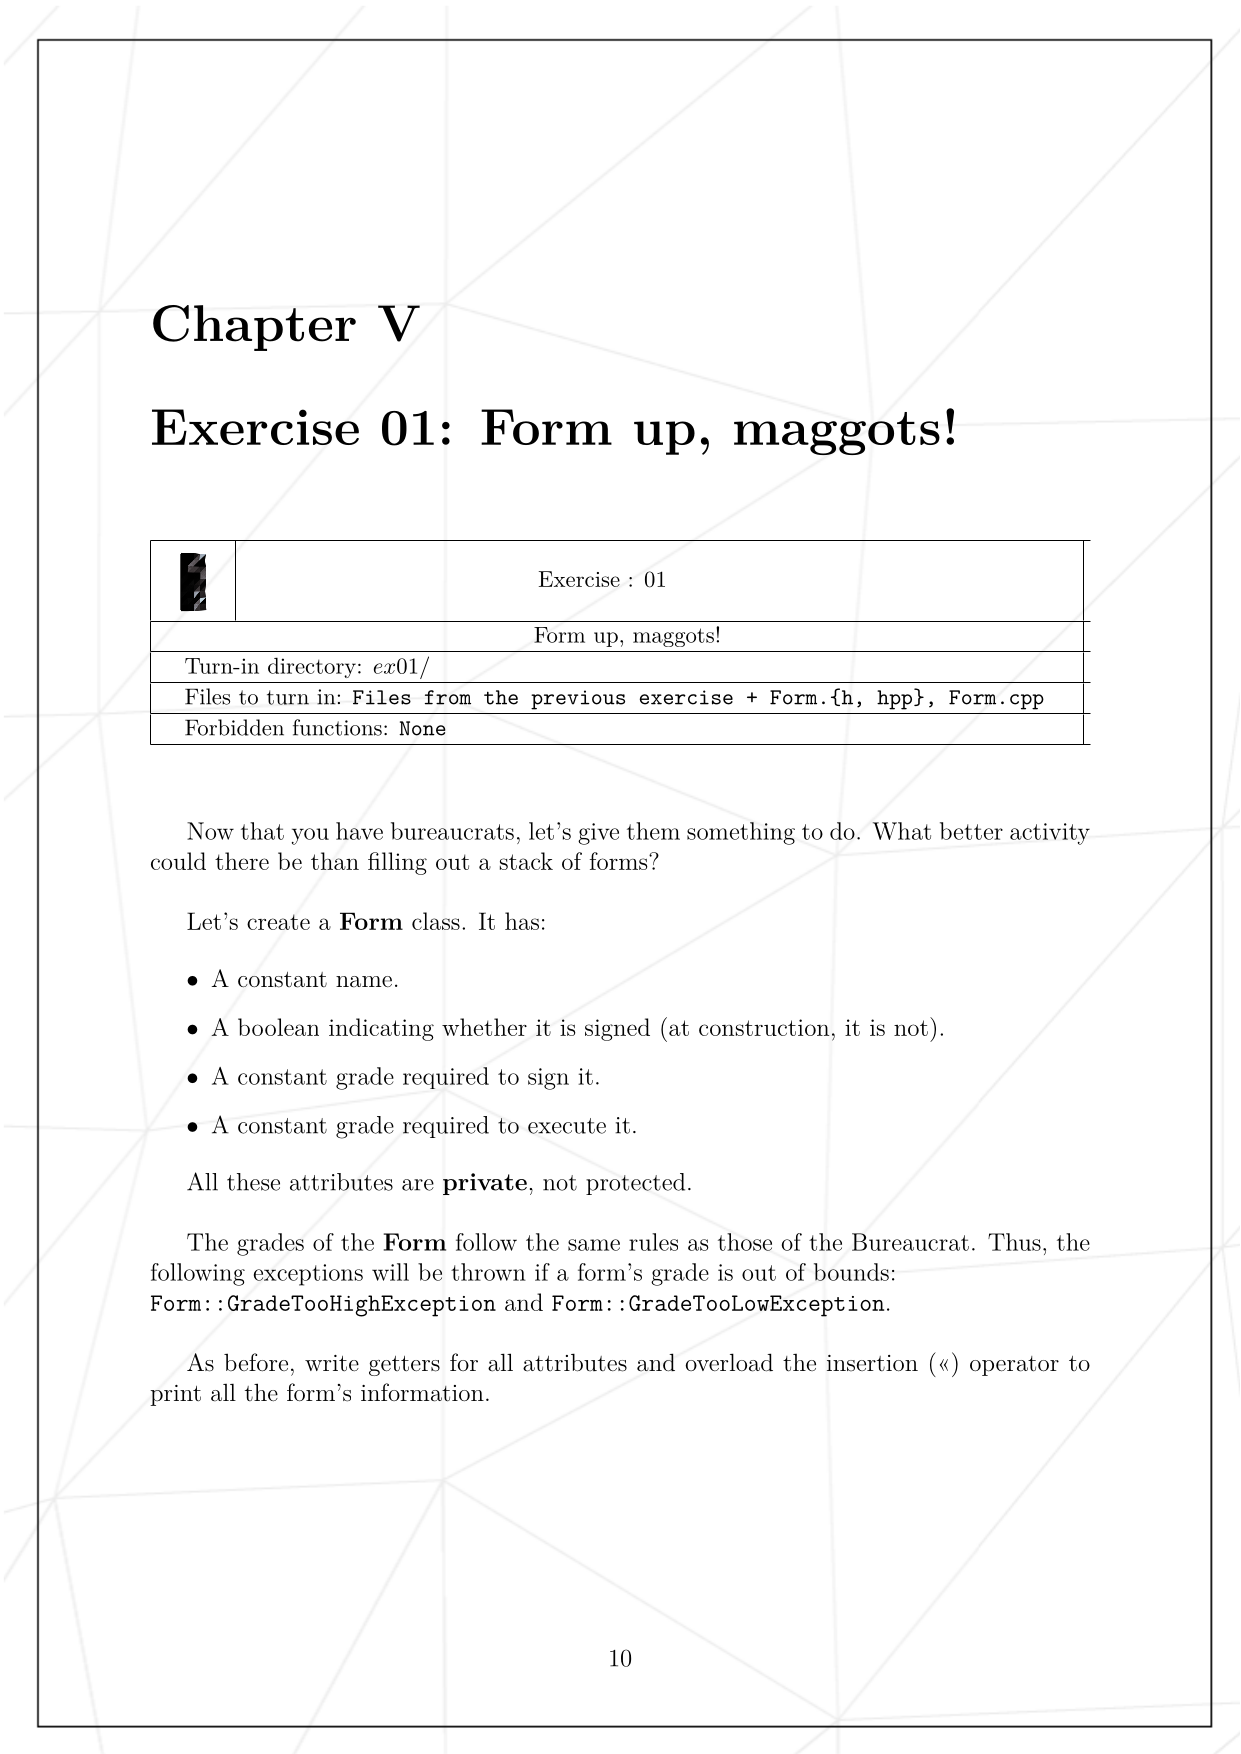 Chapter V
Exercise 01: Form up, maggots!
Exercise : 01
Form up, maggots!
Turn-in directory: ex01/
Files to turn in: Files from the previous exercise + Form.{h, hpp}, Form.cpp
Forbidden functions: None
Now that you have bureaucrats, let's give them something to do. What better activity
could there be than filling out a stack of forms?
Let's create a Form class. It has:
• A constant name.
• A boolean indicating whether it is signed (at construction, it is not).
• A constant grade required to sign it.
• A constant grade required to execute it.
All these attributes are private, not protected.
The grades of the Form follow the same rules as those of the Bureaucrat. Thus, the
following exceptions will be thrown if a form's grade is out of bounds:
Form::GradeTooHighException and Form::GradeTooLowException.
As before, write getters for all attributes and overload the insertion («) operator to
print all the form's information.
10